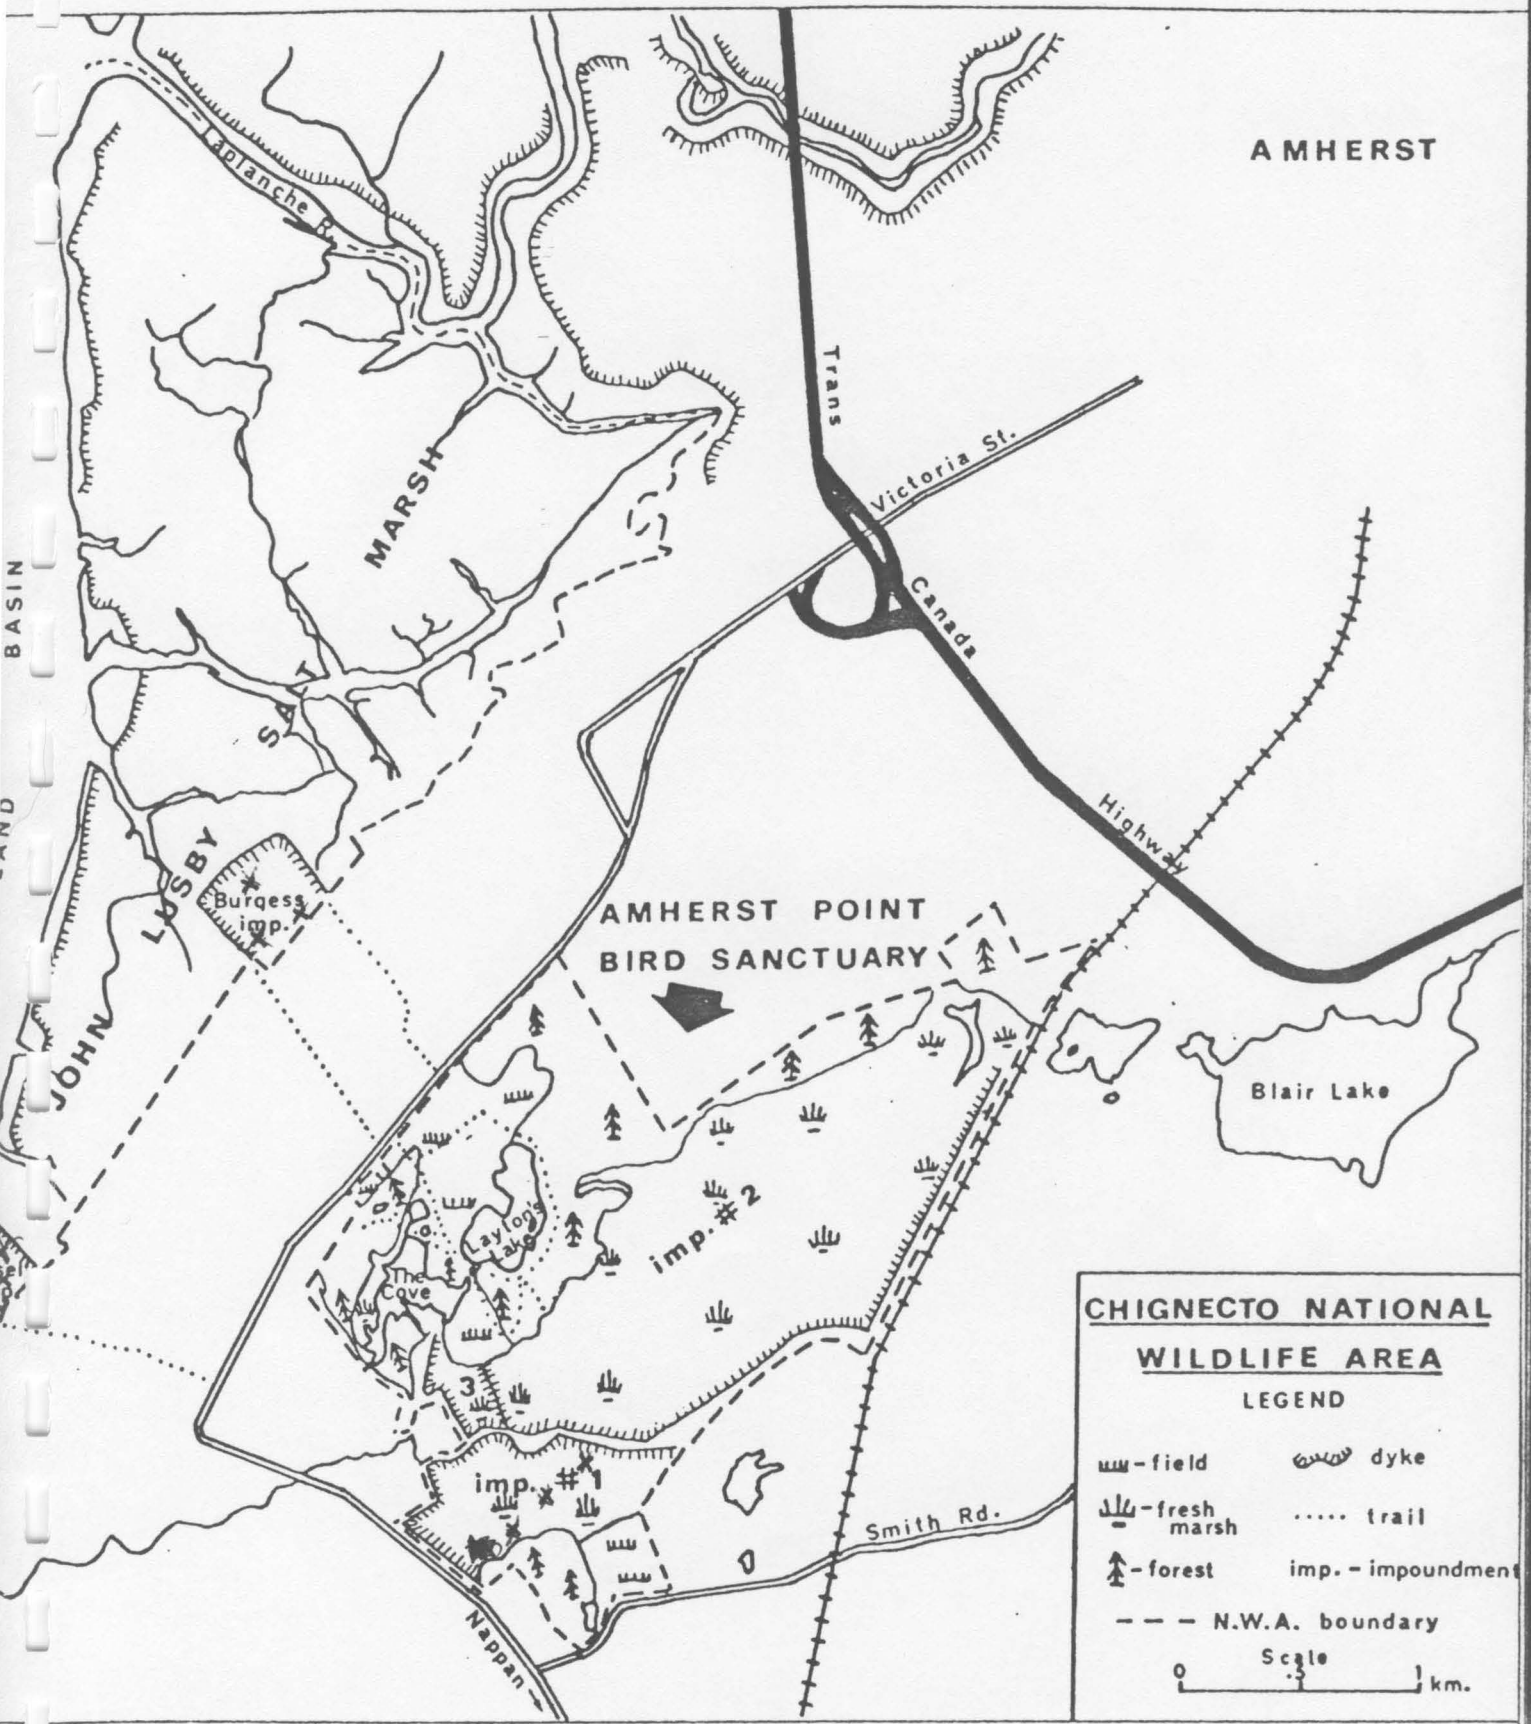 AMHERST
Laplanche R.
Trans
Victoria St.
MARSH
Canada
BASIN
SALT
Highway
LUSBY
Burgess
imp.
AMHERST POINT
BIRD SANCTUARY
JOHN
Blair Lake
Layton's
Lake
imp. # 2
The
Cove
3
imp. # 1
Smith Rd.
Nappan
CHIGNECTO NATIONAL
WILDLIFE AREA
LEGEND
-field
dyke
-fresh
marsh
trail
-forest
imp. - impoundment
N.W.A. boundary
Scale
0 .5 1 km.